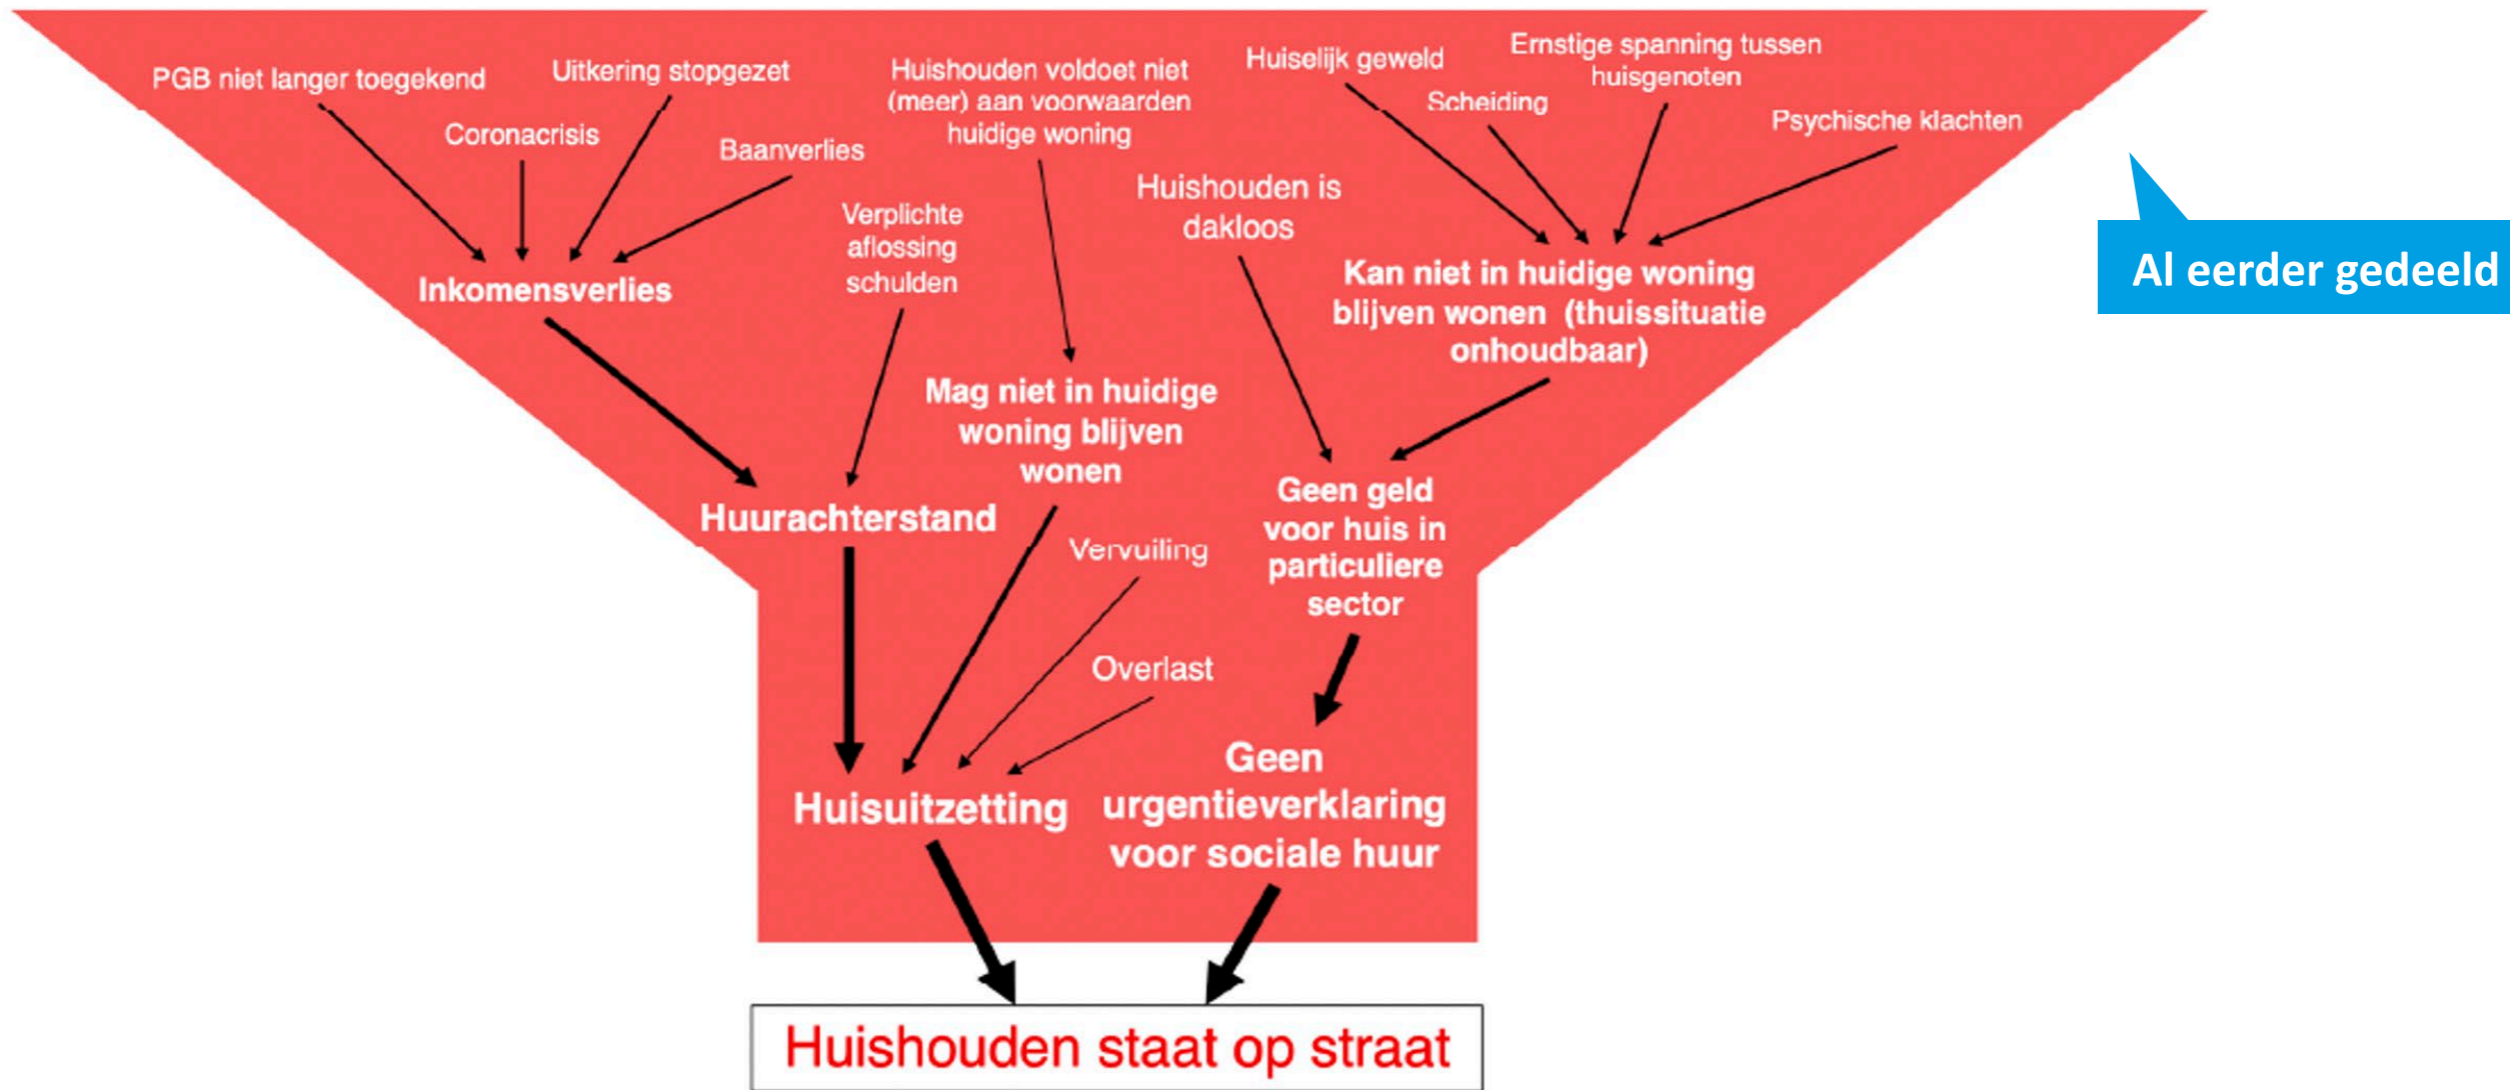 PGB niet langer toegekend
Uitkering stopgezet
Coronacrisis
Baanverlies
Huishouden voldoet niet
(meer) aan voorwaarden
huidige woning
Huiselijk geweld
Ernstige spanning tussen
huisgenoten
Scheiding
Psychische klachten
Verplichte
aflossing
schulden
Huishouden is
dakloos
Al eerder gedeeld
Inkomensverlies
Kan niet in huidige woning
blijven wonen (thuissituatie
onhoudbaar)
Mag niet in huidige
woning blijven
wonen
Huurachterstand
Geen geld
voor huis in
particuliere
sector
Vervuiling
Overlast
Huisuitzetting
Geen
urgentieverklaring
voor sociale huur
Huishouden staat op straat